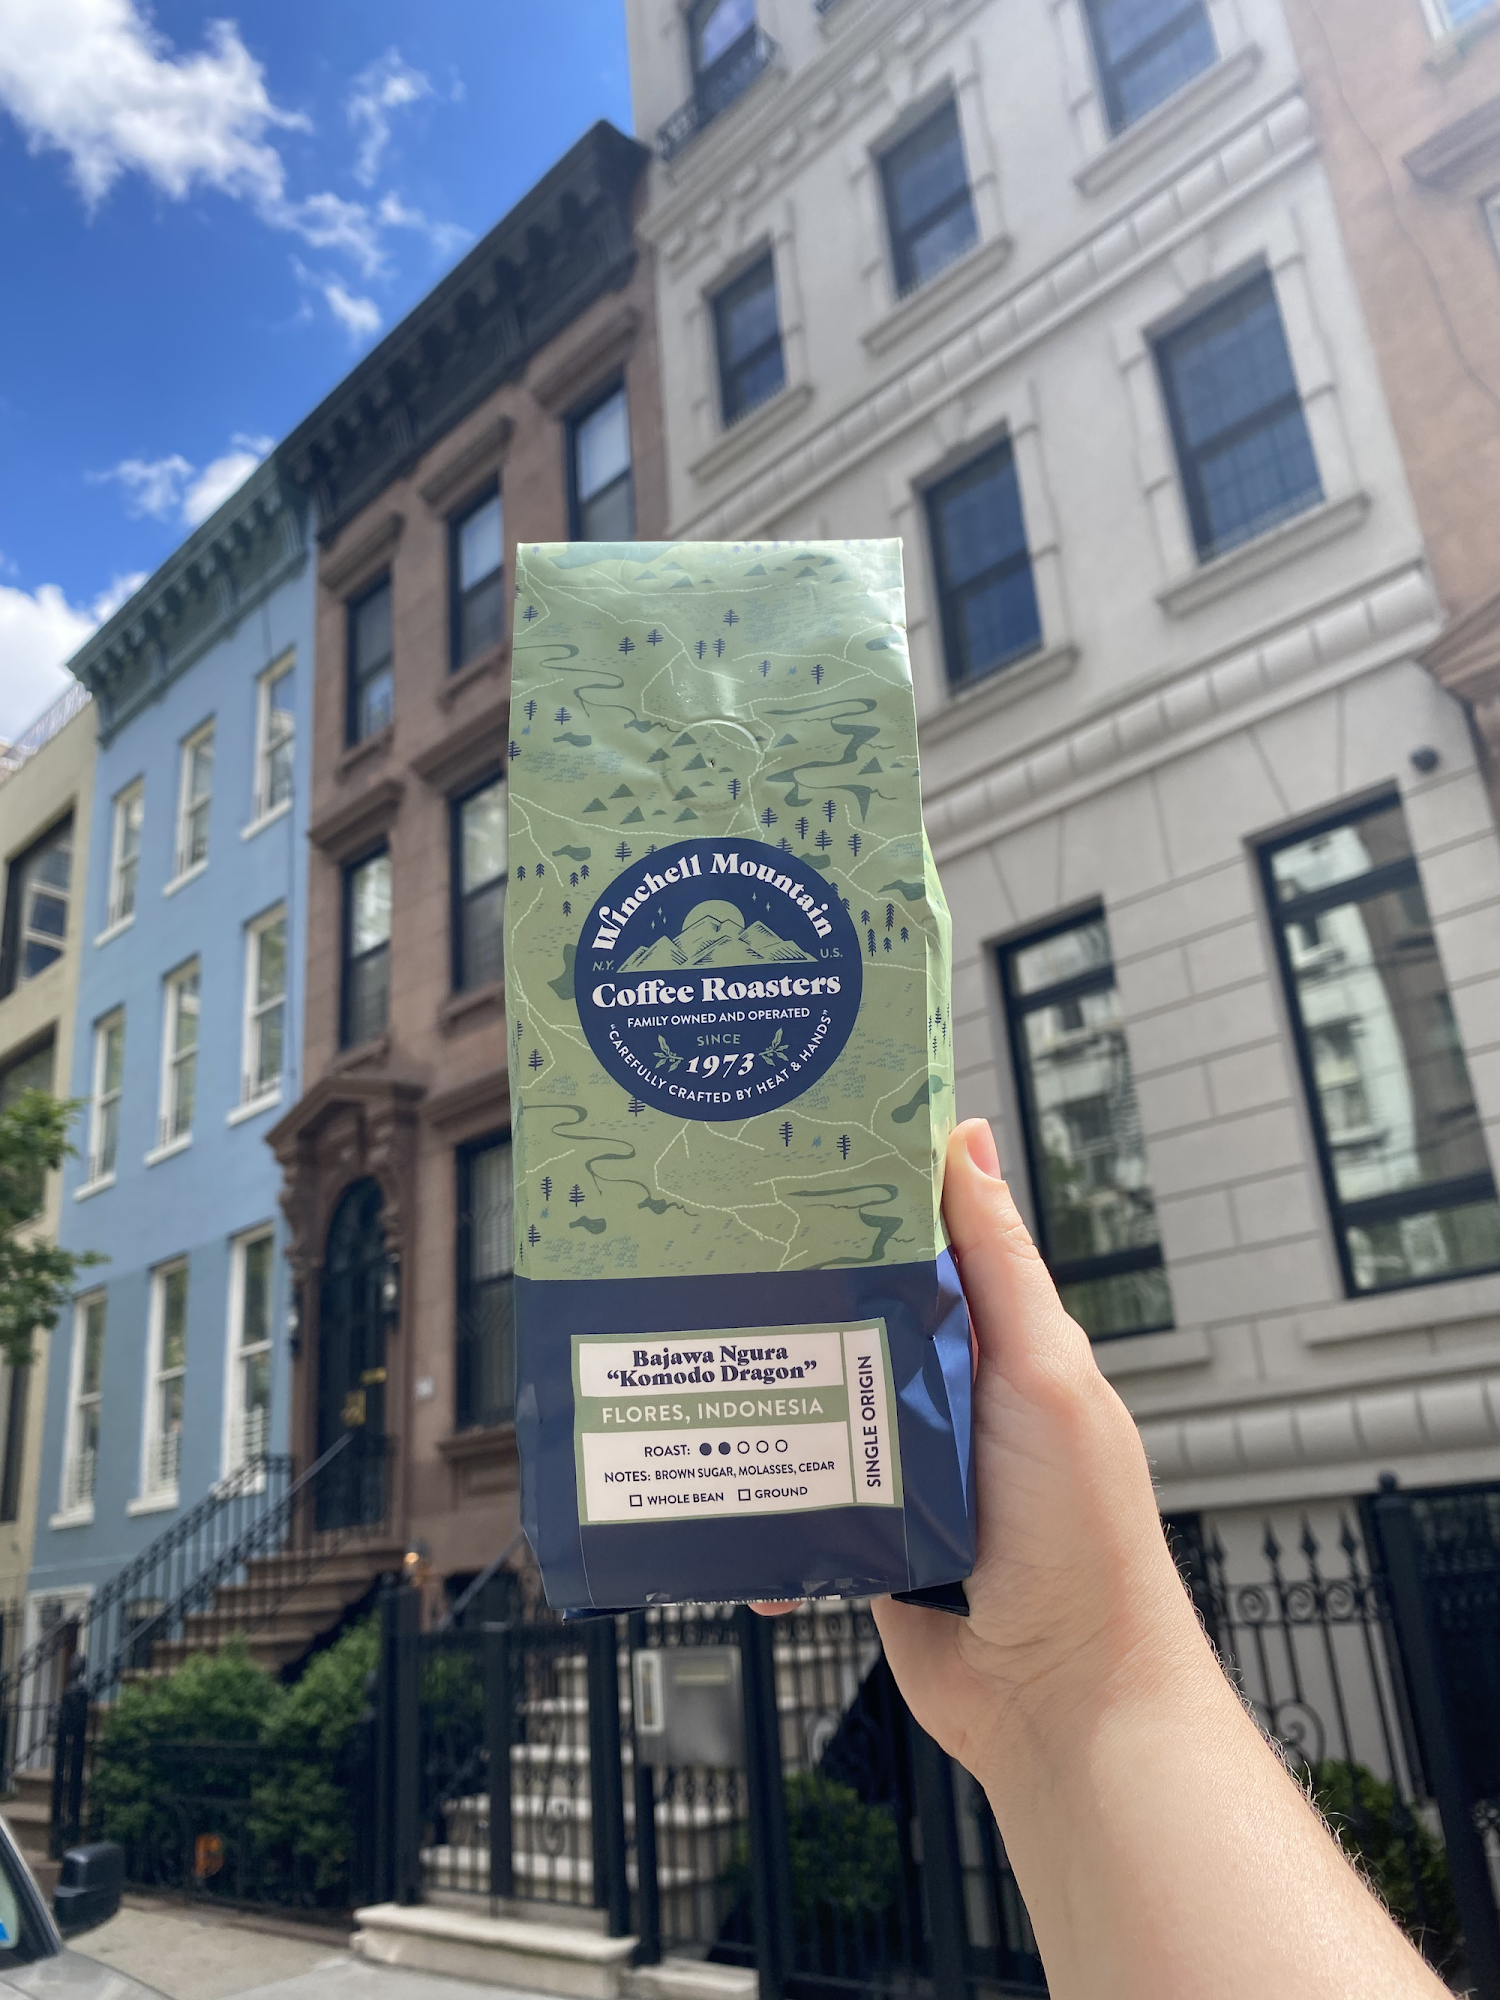 Winchell Mountain
N.Y. U.S.
Coffee Roasters
FAMILY OWNED AND OPERATED
SINCE
1973
"CAREFULLY CRAFTED BY HEAT & HANDS"
Bajawa Ngura
“Komodo Dragon”
FLORES, INDONESIA
ROAST:
NOTES: BROWN SUGAR, MOLASSES, CEDAR
WHOLE BEAN GROUND
SINGLE ORIGIN